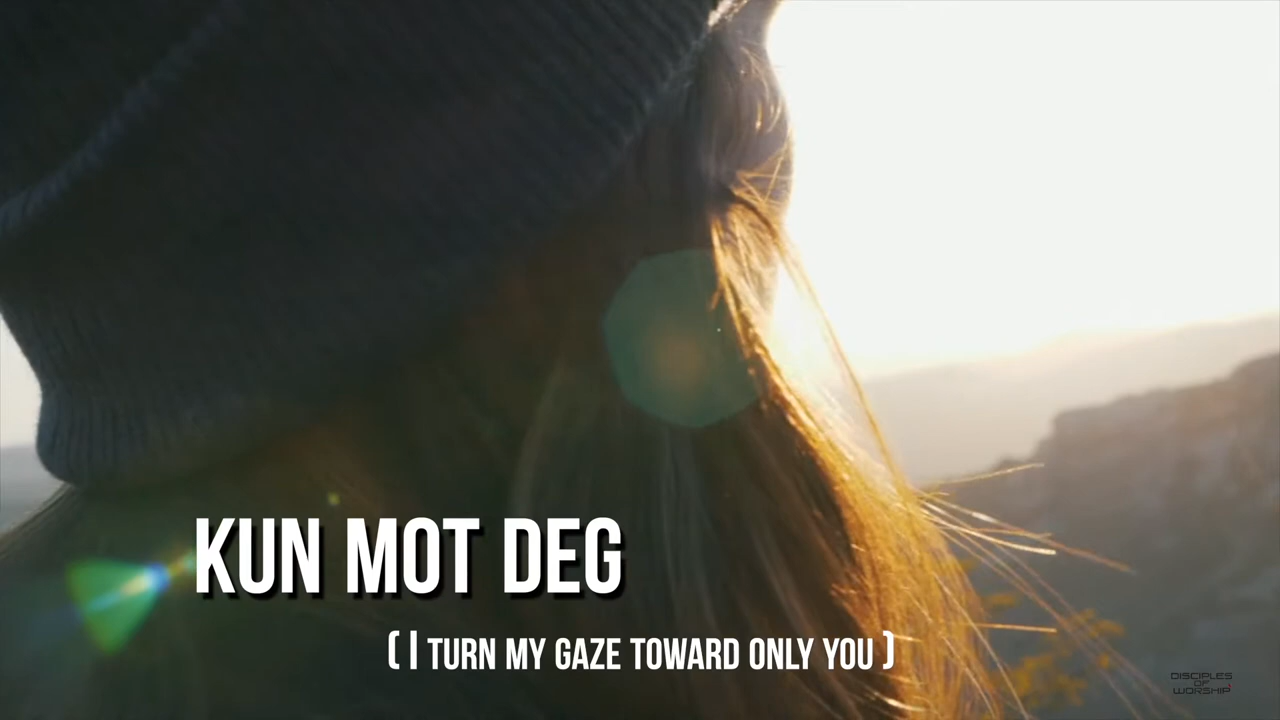 KUN MOT DEG
( I TURN MY GAZE TOWARD ONLY YOU )
DISCIPLES
OF
WORSHIP